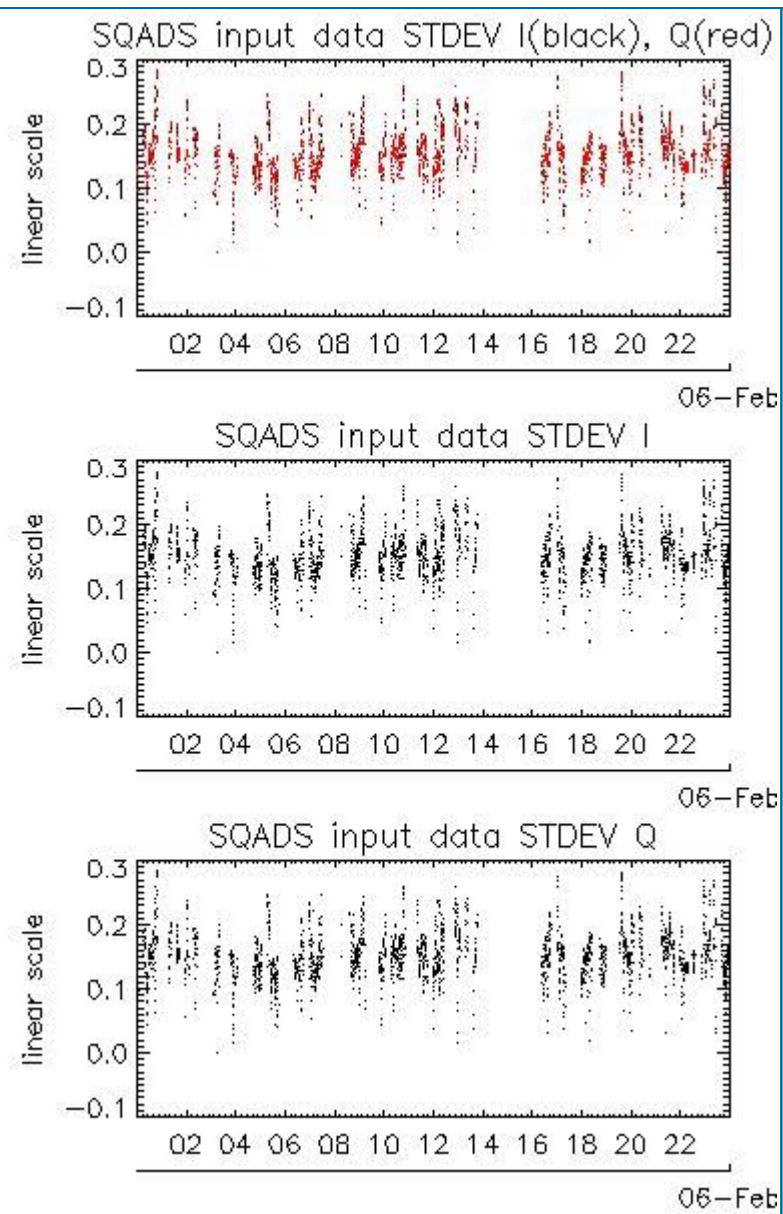 SQADS input data STDEV I(black), Q(red)
0.3
0.2
0.1
0.0
-0.1
linear scale
02 04 06 08 10 12 14 16 18 20 22
06-Feb
SQADS input data STDEV I
0.3
0.2
0.1
0.0
-0.1
linear scale
02 04 06 08 10 12 14 16 18 20 22
06-Feb
SQADS input data STDEV Q
0.3
0.2
0.1
0.0
-0.1
linear scale
02 04 06 08 10 12 14 16 18 20 22
06-Feb